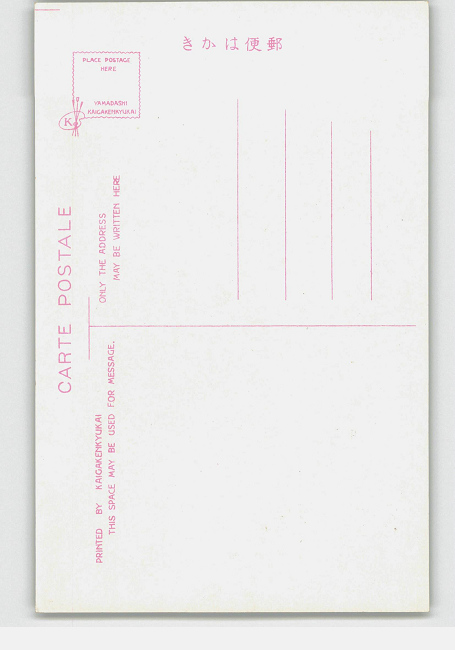 きかは便郵
PLACE POSTAGE
HERE
YAMADASHI
KAIGAKENKYUKAI
K
CARTE POSTALE
ONLY THE ADDRESS
MAY BE WRITTEN HERE
PRINTED BY KAIGAKENKYUKAI
THIS SPACE MAY BE USED FOR MESSAGE.